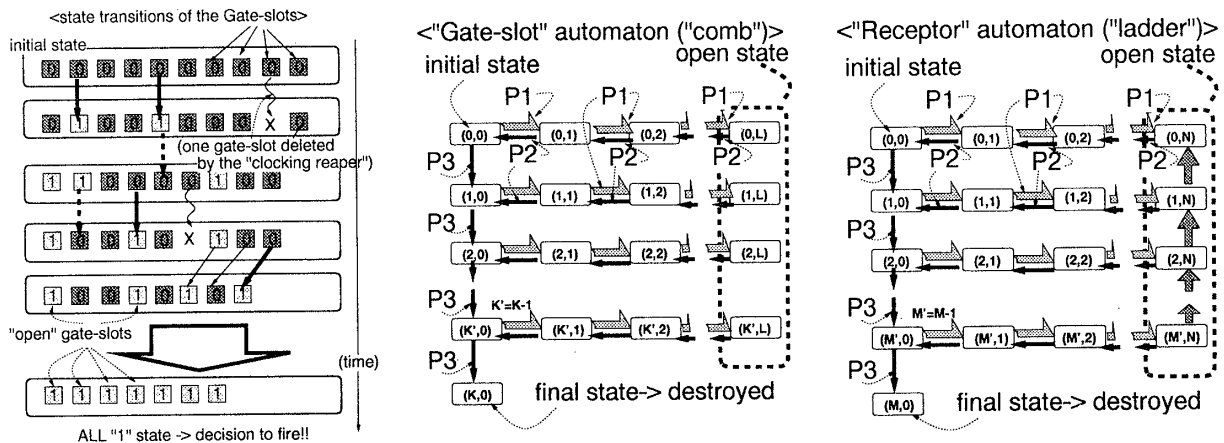 <state transitions of the Gate-slots>
initial state
0 0 0 0 0 0 0 0 0 0
0 1 0 0 1 0 0 0 X 0
(one gate-slot deleted
by the "clocking reaper")
1 1 0 0 0 0 1 0 0
1 0 0 1 0 X 1 0 0
1 0 0 1 0 1 0 1
"open" gate-slots
(time)
1 1 1 1 1 1 1
ALL "1" state -> decision to fire!!
<"Gate-slot" automaton ("comb")>
initial state
open state
P1 P1 P1
(0,0) (0,1) (0,2) (0,L)
P3 P2 P2 P2
(1,0) (1,1) (1,2) (1,L)
P3
(2,0) (2,1) (2,2) (2,L)
P3 K'=K-1
(K',0) (K',1) (K',2) (K',L)
P3
(K,0)
final state-> destroyed
<"Receptor" automaton ("ladder")>
initial state
open state
P1 P1 P1
(0,0) (0,1) (0,2) (0,N)
P3 P2 P2 P2
(1,0) (1,1) (1,2) (1,N)
P3
(2,0) (2,1) (2,2) (2,N)
P3 M'=M-1
(M',0) (M',1) (M',2) (M',N)
P3
(M,0)
final state-> destroyed